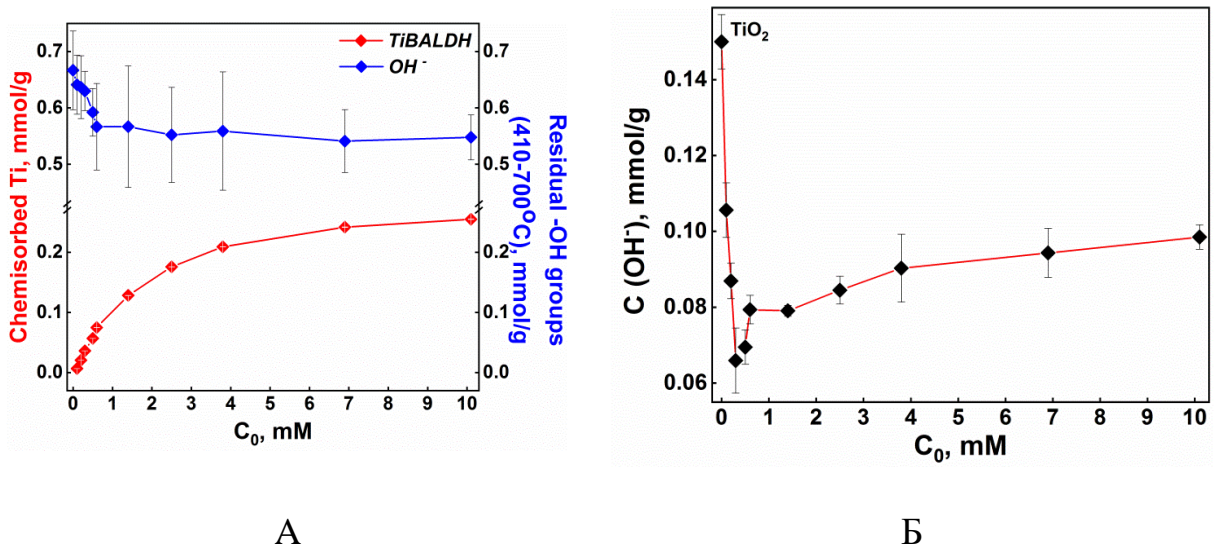 TiBALDH
OH -
0.7
0.6
0.5
0.2
0.1
0.0
0.7
0.6
0.5
0.2
0.1
0.0
Chemisorbed Ti, mmol/g
Residual -OH groups
(410-700°C), mmol/g
0 1 2 3 4 5 6 7 8 9 10
C₀, mM
А
TiO₂
0.14
0.12
0.10
0.08
0.06
C (OH⁻), mmol/g
0 1 2 3 4 5 6 7 8 9 10
C₀, mM
Б